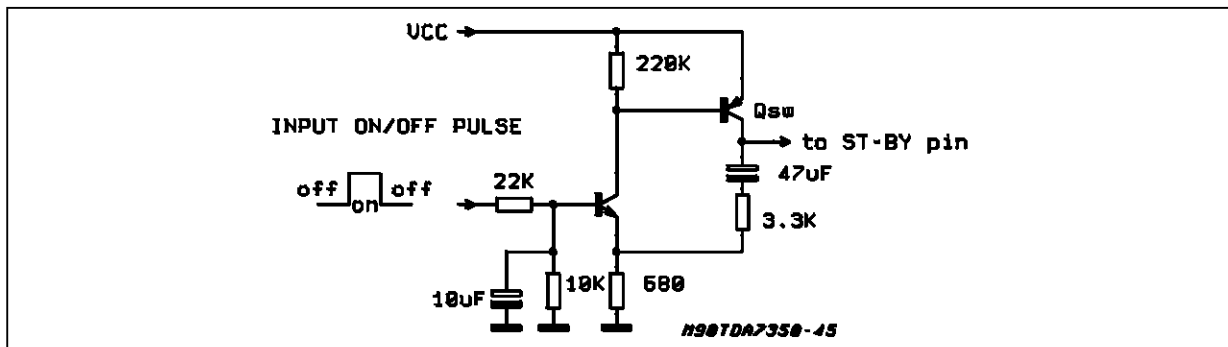 VCC
220K
Qsw
INPUT ON/OFF PULSE
to ST-BY pin
47uF
off on off
22K
3.3K
10uF
10K
680
M90TDA7350-45